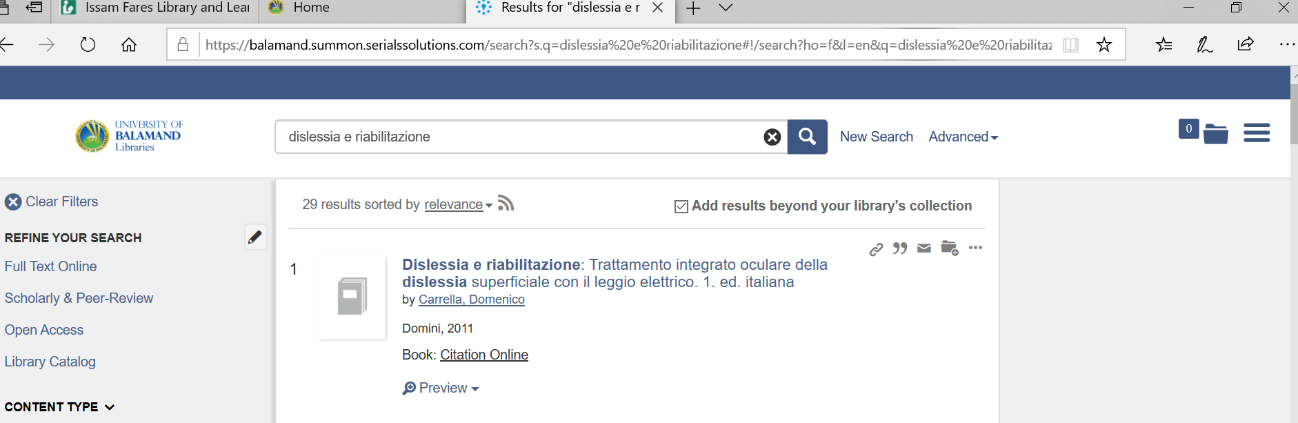 Issam Fares Library and Lear
Home
Results for "dislessia e r
https://balamand.summon.serialssolutions.com/search?s.q=dislessia%20e%20riabilitazione#!/search?ho=f&l=en&q=dislessia%20e%20riabilitaz
UNIVERSITY OF
BALAMAND
Libraries
dislessia e riabilitazione
New Search
Advanced
0
Clear Filters
REFINE YOUR SEARCH
Full Text Online
Scholarly & Peer-Review
Open Access
Library Catalog
CONTENT TYPE
29 results sorted by relevance
Add results beyond your library's collection
1
Dislessia e riabilitazione: Trattamento integrato oculare della
dislessia superficiale con il leggio elettrico. 1. ed. italiana
by Carrella, Domenico
Domini, 2011
Book: Citation Online
Preview